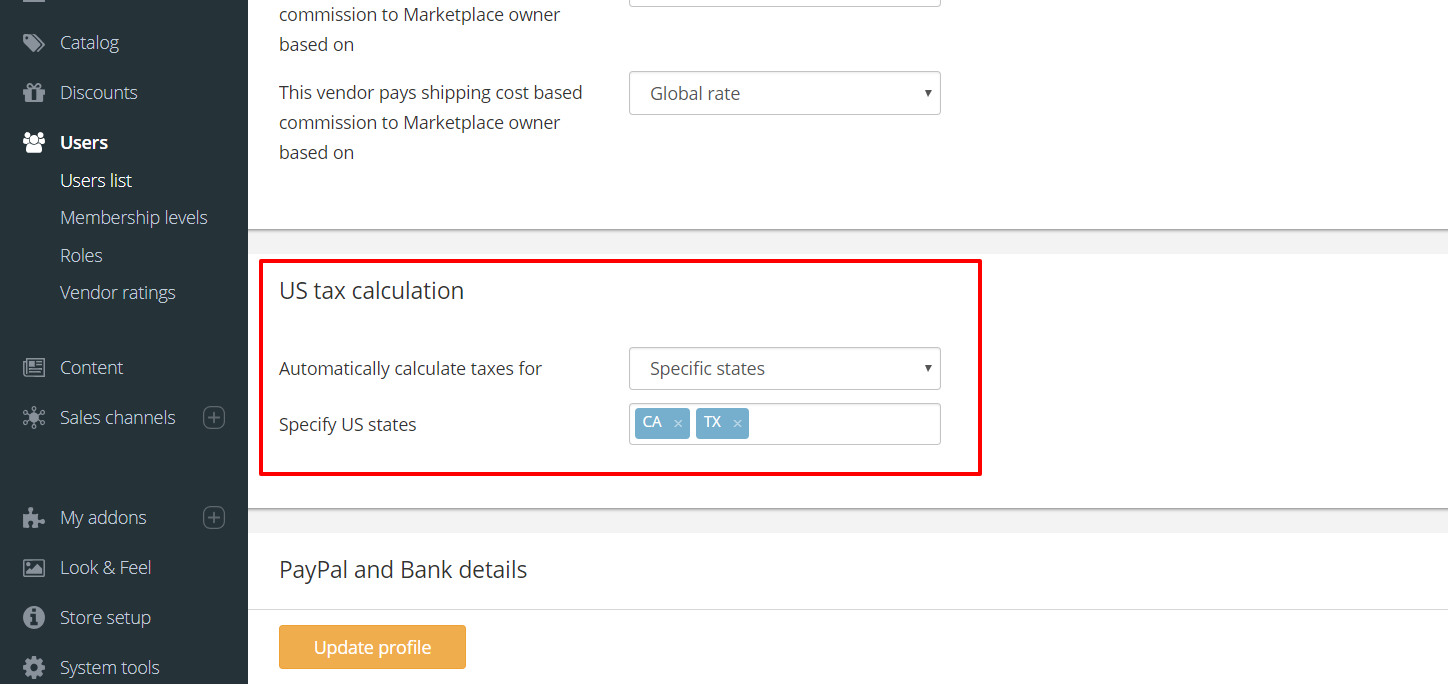 Catalog
Discounts
Users
Users list
Membership levels
Roles
Vendor ratings
Content
Sales channels
My addons
Look & Feel
Store setup
System tools
commission to Marketplace owner
based on
This vendor pays shipping cost based
commission to Marketplace owner
based on
Global rate
US tax calculation
Automatically calculate taxes for
Specific states
Specify US states
CA × TX ×
PayPal and Bank details
Update profile